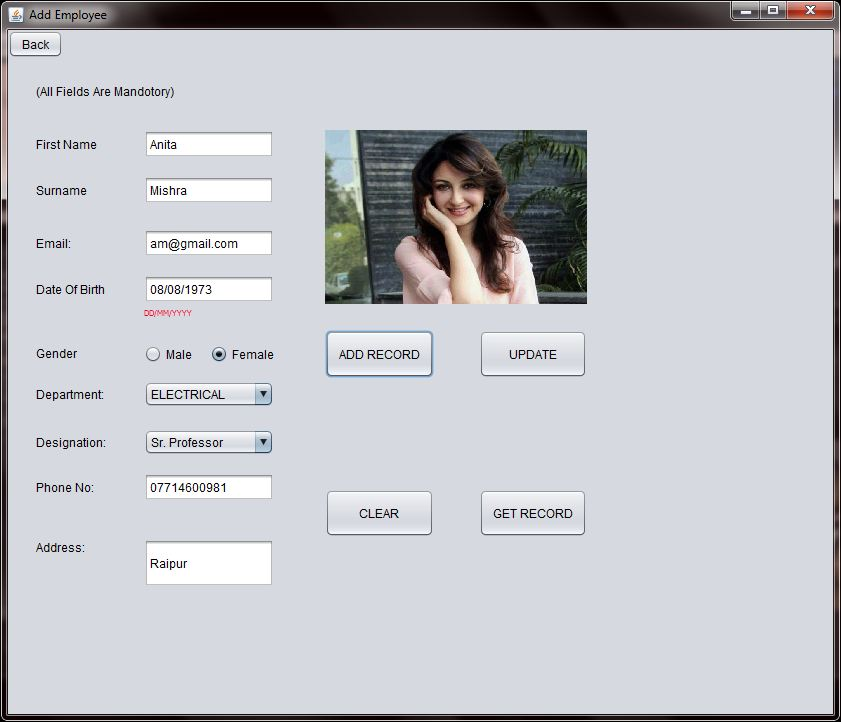 Add Employee
Back
(All Fields Are Mandotory)
First Name Anita
Surname Mishra
Email: am@gmail.com
Date Of Birth 08/08/1973
DD/MM/YYYY
Gender Male Female
ADD RECORD UPDATE
Department: ELECTRICAL
Designation: Sr. Professor
Phone No: 07714600981
CLEAR GET RECORD
Address: Raipur